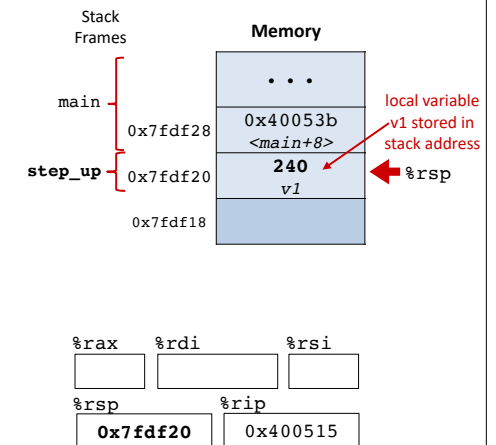 Stack
Frames
Memory
• • •
main
0x7fdf28
0x40053b
<main+8>
local variable
v1 stored in
stack address
step_up
0x7fdf20
240
v1
%rsp
0x7fdf18
%rax %rdi %rsi
%rsp %rip
0x7fdf20 0x400515